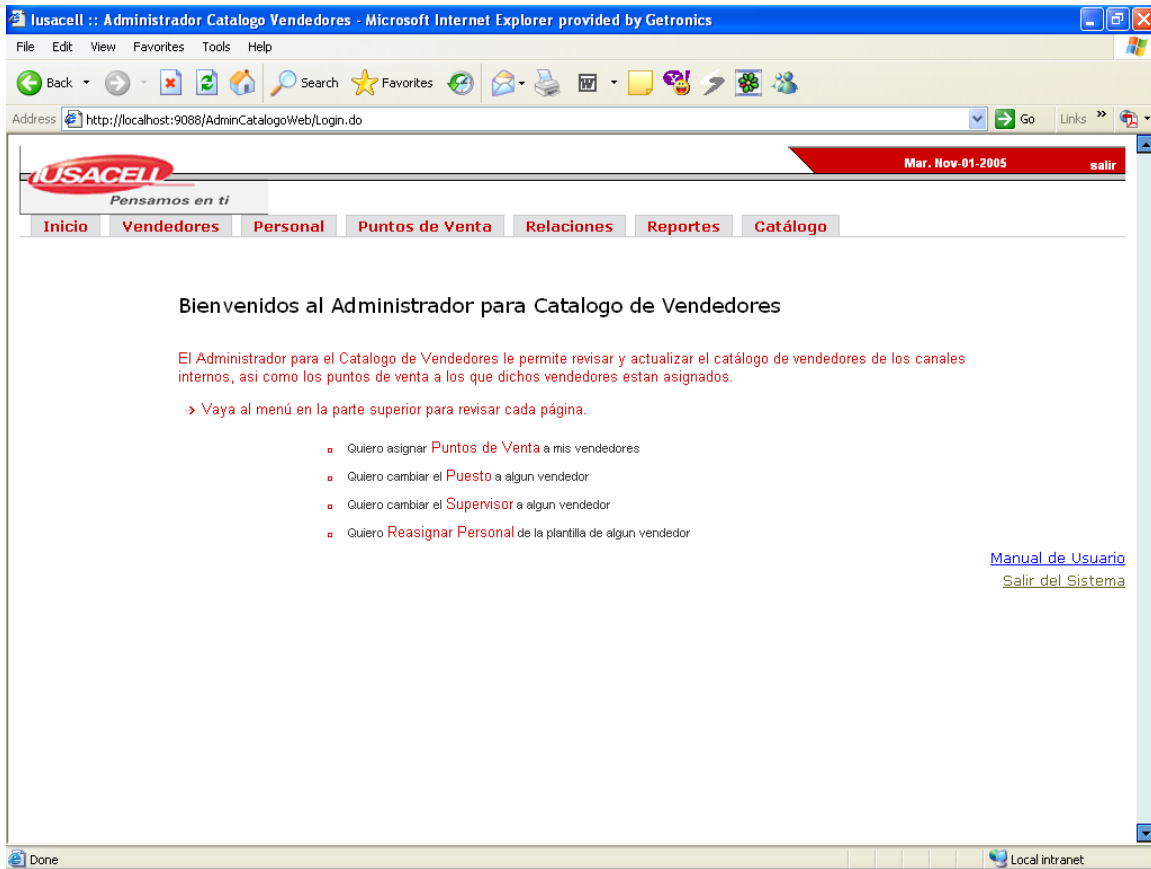 Iusacell :: Administrador Catalogo Vendedores - Microsoft Internet Explorer provided by Getronics
File Edit View Favorites Tools Help
Back Search Favorites
Address http://localhost:9088/AdminCatalogoWeb/Login.do Go Links »
IUSACELL
Pensamos en ti
Mar. Nov-01-2005 salir
Inicio Vendedores Personal Puntos de Venta Relaciones Reportes Catálogo
Bienvenidos al Administrador para Catalogo de Vendedores
El Administrador para el Catalogo de Vendedores le permite revisar y actualizar el catálogo de vendedores de los canales
internos, asi como los puntos de venta a los que dichos vendedores estan asignados.
Vaya al menú en la parte superior para revisar cada página.
Quiero asignar Puntos de Venta a mis vendedores
Quiero cambiar el Puesto a algun vendedor
Quiero cambiar el Supervisor a algun vendedor
Quiero Reasignar Personal de la plantilla de algun vendedor
Manual de Usuario
Salir del Sistema
Done Local intranet